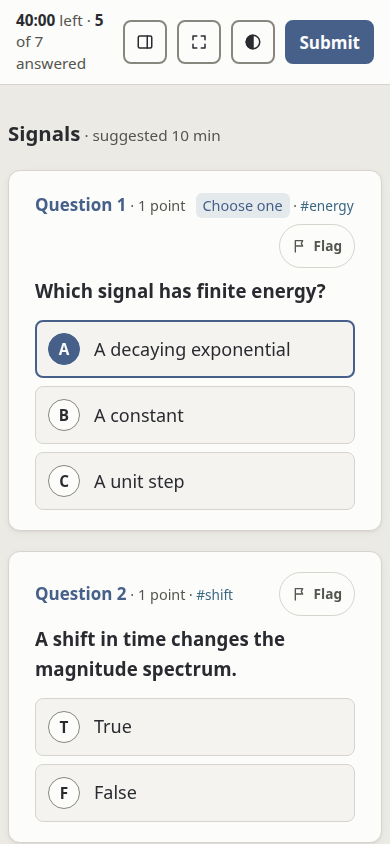 40:00 left · 5
of 7
answered
Submit
Signals · suggested 10 min
Question 1 · 1 point Choose one · #energy
Flag
Which signal has finite energy?
A A decaying exponential
B A constant
C A unit step
Question 2 · 1 point · #shift
Flag
A shift in time changes the
magnitude spectrum.
T True
F False